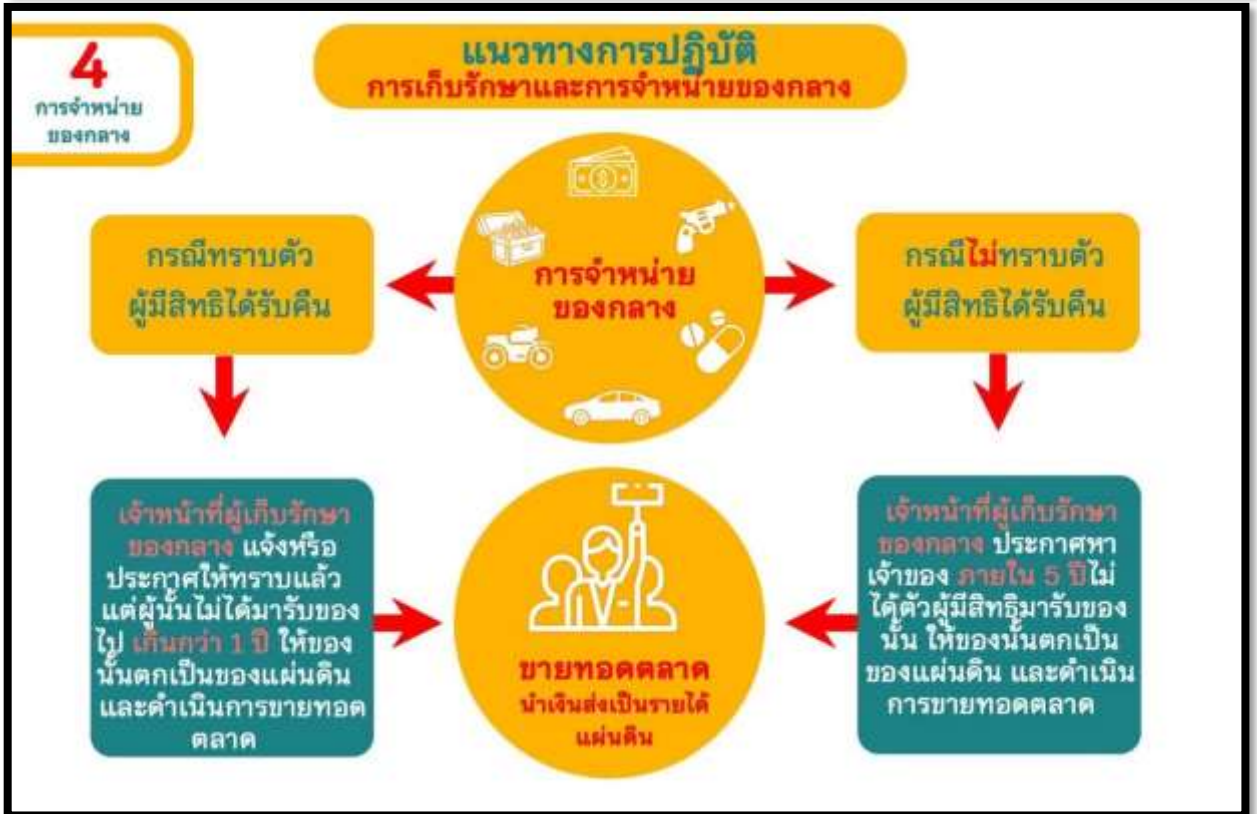 4
การจำหน่าย
ของกลาง
แนวทางการปฏิบัติ
การเก็บรักษาและการจำหน่ายของกลาง
กรณีทราบตัว
ผู้มีสิทธิได้รับคืน
การจำหน่าย
ของกลาง
กรณีไม่ทราบตัว
ผู้มีสิทธิได้รับคืน
เจ้าหน้าที่ผู้เก็บรักษา
ของกลาง แจ้งหรือ
ประกาศให้ทราบแล้ว
แต่ผู้นั้นไม่ได้มารับของ
ไป เกินกว่า 1 ปี ให้ของ
นั้นตกเป็นของแผ่นดิน
และดำเนินการขายทอด
ตลาด
ขายทอดตลาด
นำเงินส่งเป็นรายได้
แผ่นดิน
เจ้าหน้าที่ผู้เก็บรักษา
ของกลาง ประกาศหา
เจ้าของ ภายใน 5 ปีไม่
ได้ตัวผู้มีสิทธิมารับของ
นั้น ให้ของนั้นตกเป็น
ของแผ่นดิน และดำเนิน
การขายทอดตลาด